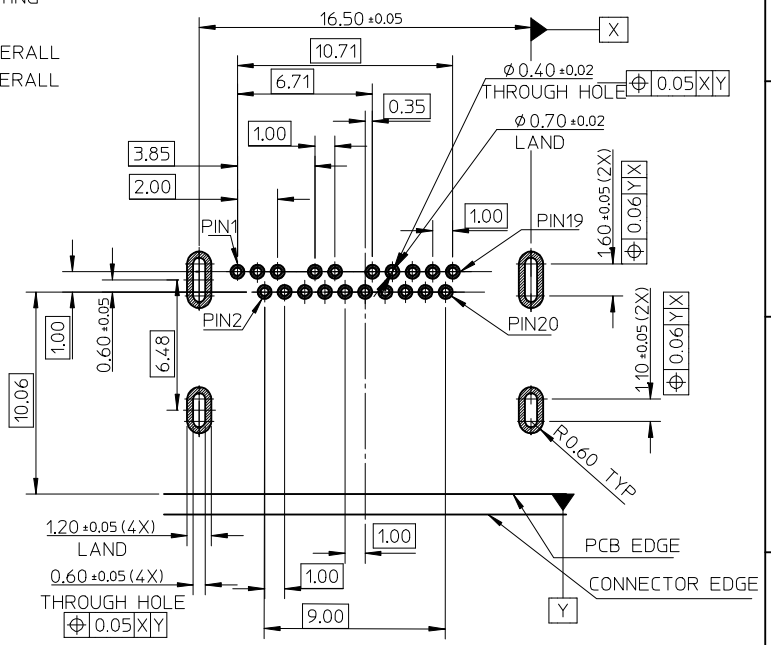 16.50 ±0.05
X
ERALL
ERALL
10.71
6.71
Ø 0.40 ±0.02
THROUGH HOLE
0.05 X Y
0.35
Ø 0.70 ±0.02
LAND
1.00
3.85
2.00
1.60 ±0.05 (2X)
0.06 Y X
1.00
PIN1
PIN19
PIN2
PIN20
1.00
0.60 ±0.05
6.48
10.06
1.10 ±0.05 (2X)
0.06 Y X
R0.60 TYP
1.20 ±0.05 (4X)
LAND
1.00
PCB EDGE
0.60 ±0.05 (4X)
THROUGH HOLE
0.05 X Y
1.00
CONNECTOR EDGE
9.00
Y